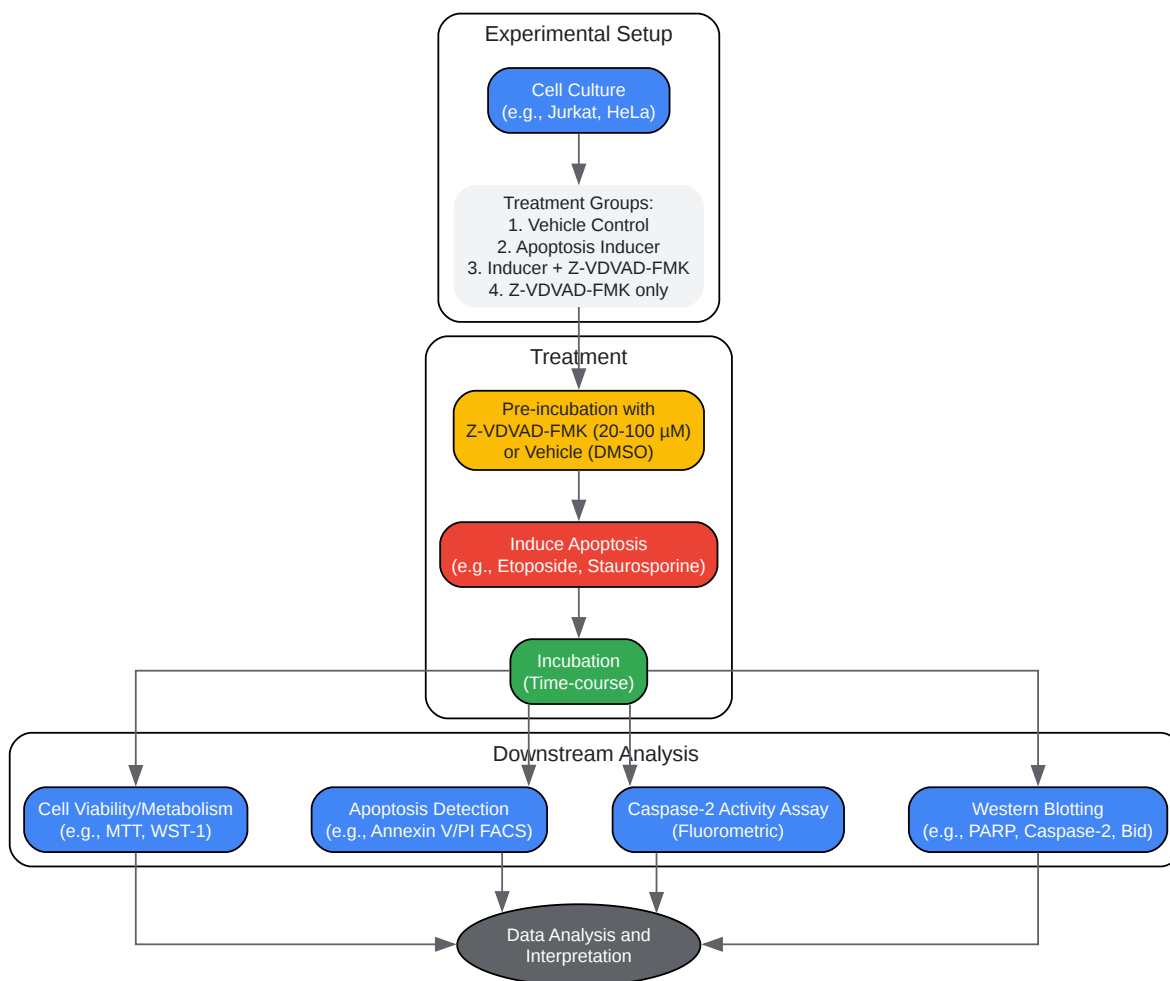 Experimental Setup
Cell Culture
(e.g., Jurkat, HeLa)
Treatment Groups:
1. Vehicle Control
2. Apoptosis Inducer
3. Inducer + Z-VDVAD-FMK
4. Z-VDVAD-FMK only
Treatment
Pre-incubation with
Z-VDVAD-FMK (20-100 µM)
or Vehicle (DMSO)
Induce Apoptosis
(e.g., Etoposide, Staurosporine)
Incubation
(Time-course)
Downstream Analysis
Cell Viability/Metabolism
(e.g., MTT, WST-1)
Apoptosis Detection
(e.g., Annexin V/PI FACS)
Caspase-2 Activity Assay
(Fluorometric)
Western Blotting
(e.g., PARP, Caspase-2, Bid)
Data Analysis and
Interpretation